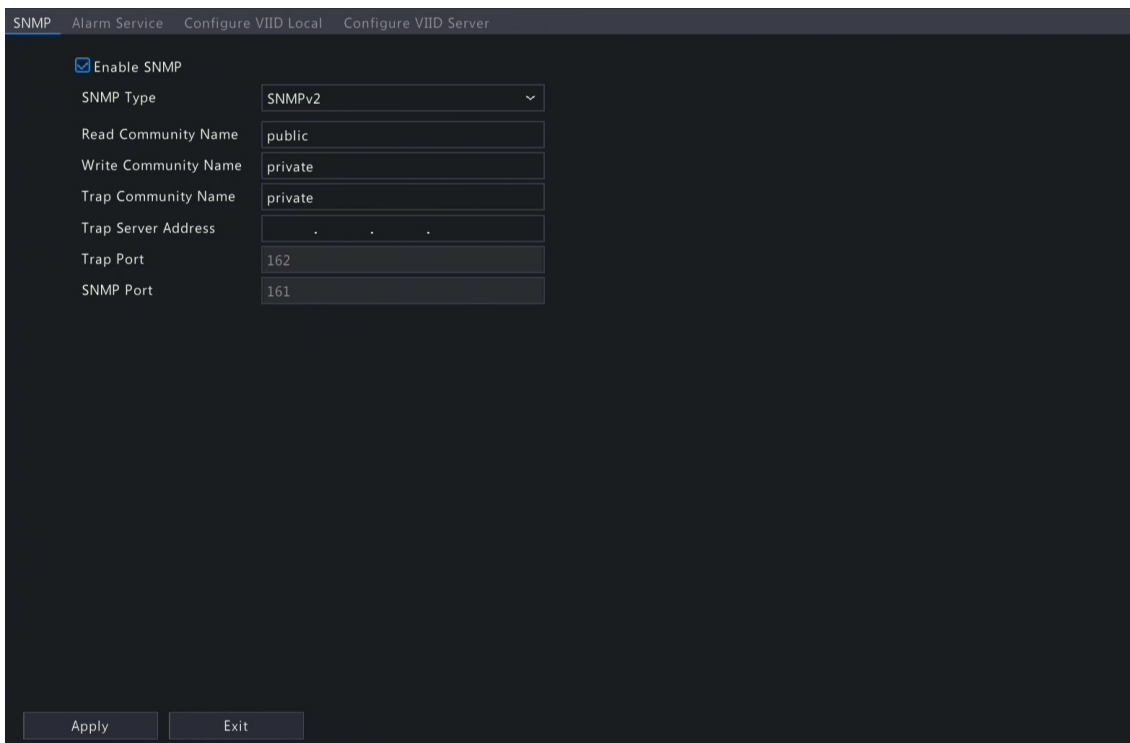 SNMP Alarm Service Configure VIID Local Configure VIID Server
Enable SNMP
SNMP Type SNMPv2
Read Community Name public
Write Community Name private
Trap Community Name private
Trap Server Address . . .
Trap Port 162
SNMP Port 161
Apply Exit